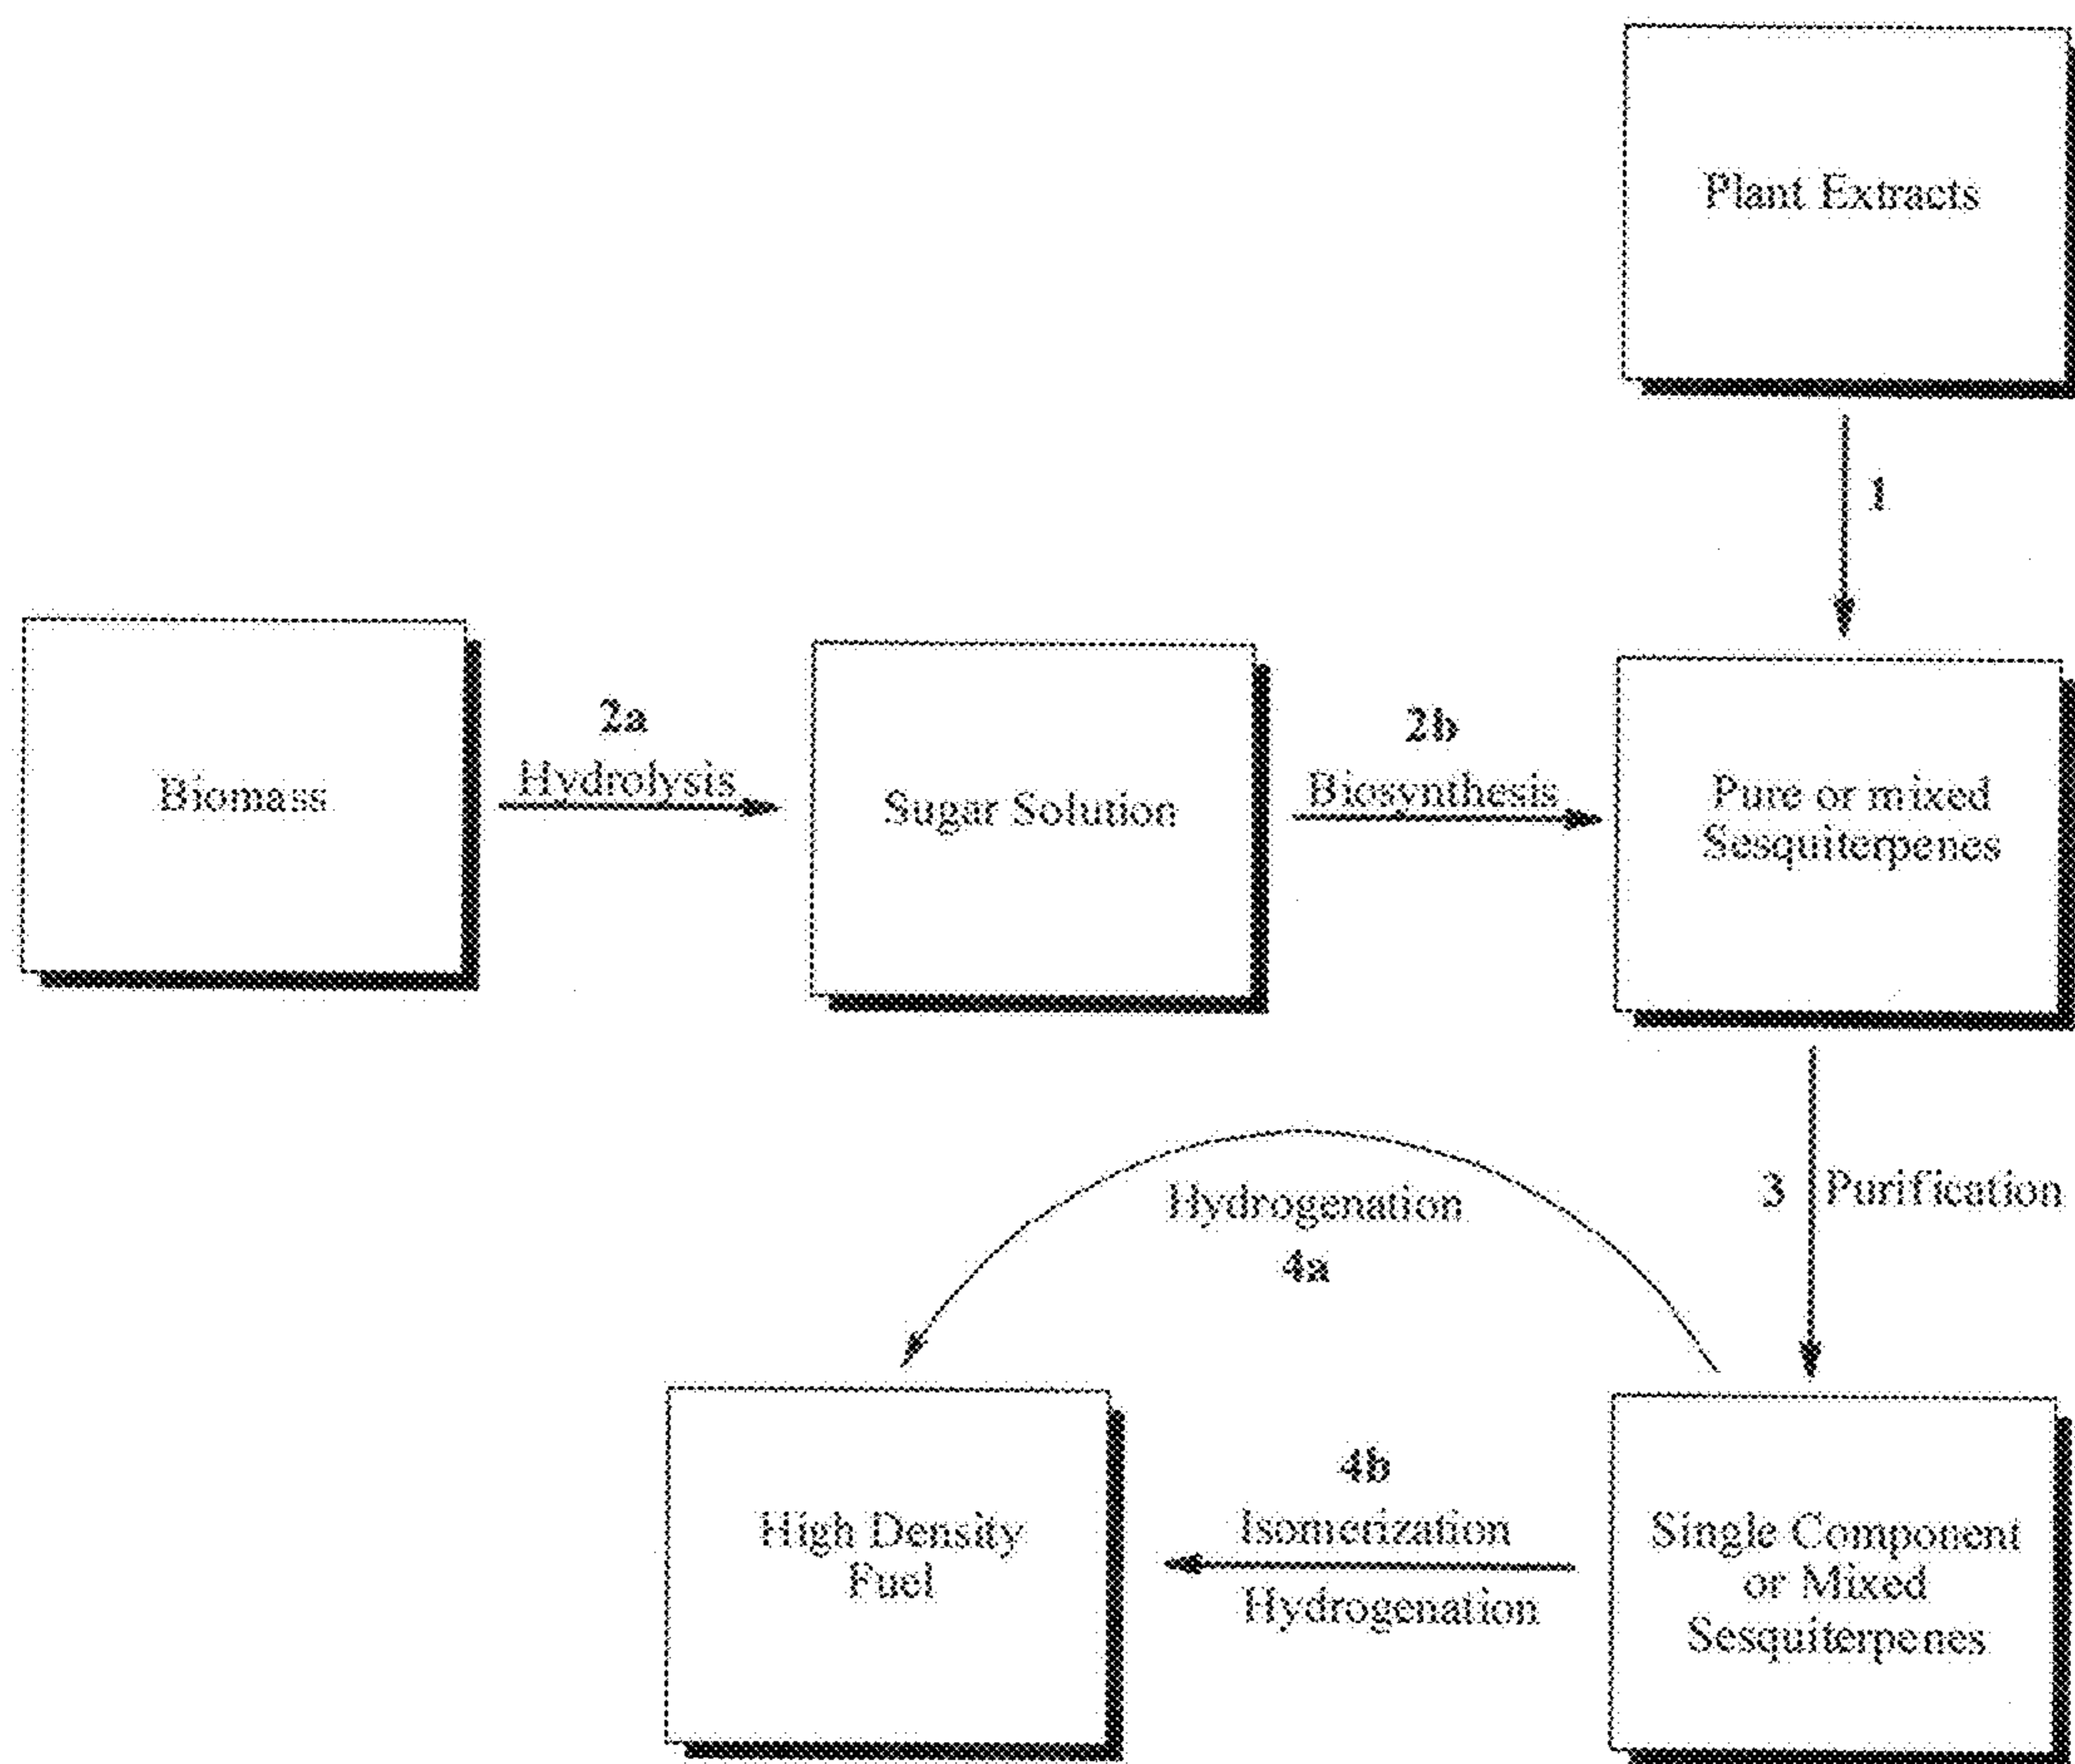 Plant Extracts
1
Biomass
2a
Hydrolysis
Sugar Solution
2b
Biosynthesis
Pure or mixed
Sesquiterpenes
3 Purification
Hydrogenation
4a
High Density
Fuel
4b
Isomerization
Hydrogenation
Single Component
or Mixed
Sesquiterpenes